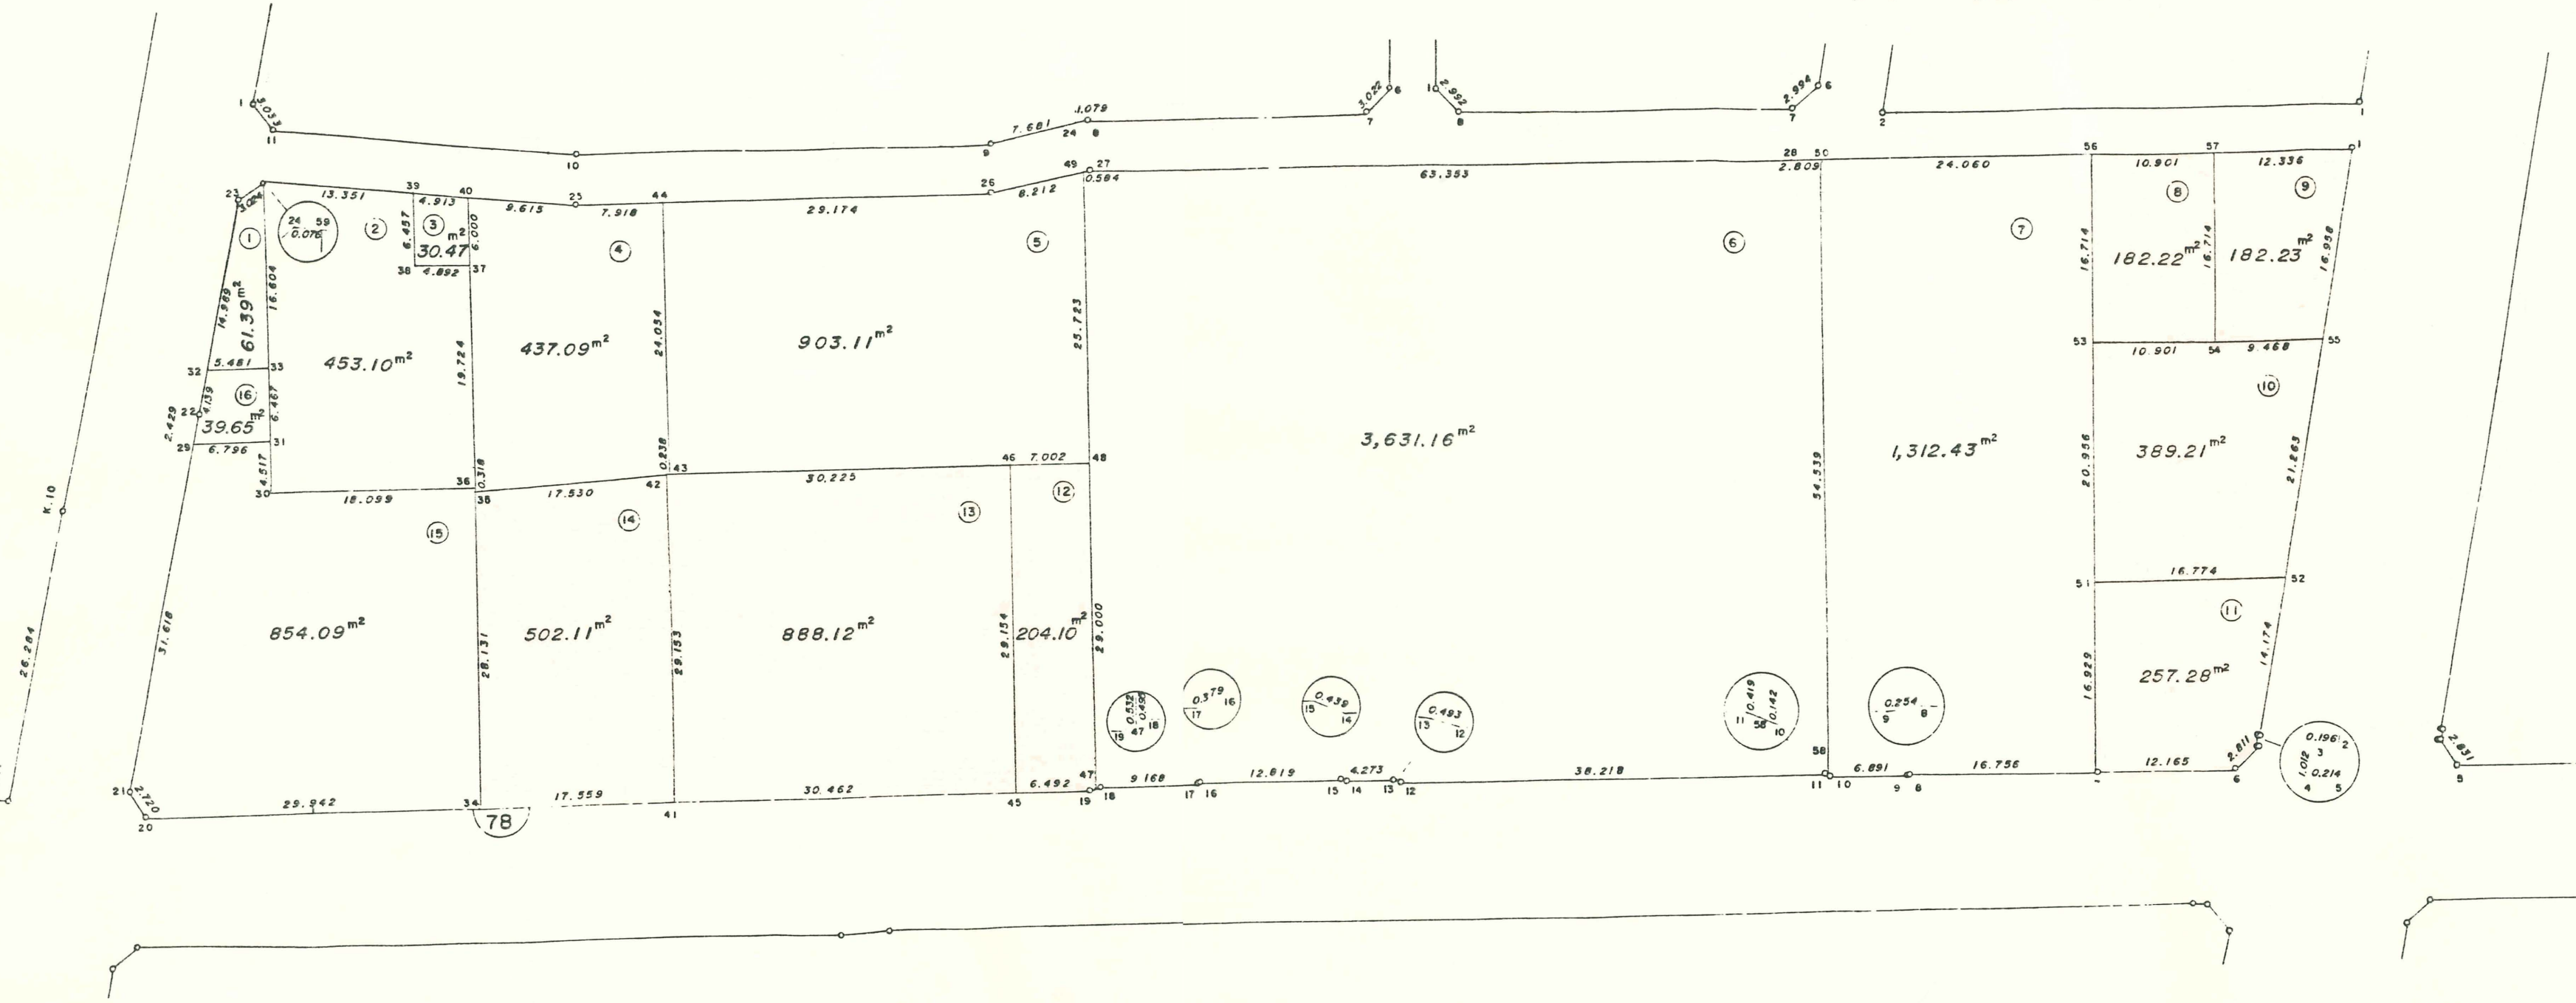 1 3.033 11
10
9 7.681 24 8 1.079
3.022 6 7
1 2.992 8
2.994 6 7
2 1
23 3.024
13.351 39 4.913 40 9.615 25 7.918 44
29.174 26 8.212 49 27 0.584
63.353 28 50 2.809
24.060 56 10.901 57 12.336 1
24 59
0.076
① ② ③ ④ ⑤ ⑥ ⑦ ⑧ ⑨
6.457 30.47 m² 6.000
38 4.892 37
14.989 61.39 m² 16.604
453.10 m² 19.724
437.09 m² 24.054
903.11 m² 25.723
3,631.16 m² 54.539
1,312.43 m²
16.714 182.22 m² 16.714 182.23 m² 16.958
53 10.901 54 9.468 55
32 5.481 33
⑯ 4.139 6.467
22 2.429 39.65 m²
29 6.796 31
4.517
30 18.099 36 0.318 35
17.530 42 0.238 43
30.225 46 7.002 48
⑩ 20.956 389.21 m² 21.263
51 16.774 52
K.10
26.284
⑮ ⑭ ⑬ ⑫ ⑪
31.618 854.09 m² 28.131
502.11 m² 29.153
888.12 m² 29.154
204.10 m² 29.000
16.929 257.28 m² 14.174
0.532 0.495
19 47 18
0.379
17 16
0.439
15 14
0.493
13 12
0.419 0.142
11 58 10
0.254
9 8
0.196 2
3
1.012 0.214
4 5
21 2.720 20
29.942 34 17.559 41 30.462 45 6.492 47 19 18
9.168 17 16 12.819 15 14 4.273 13 12 38.218 58 11 10
6.891 9 8 16.756 7 12.165 6 2.811
2.831 5
78